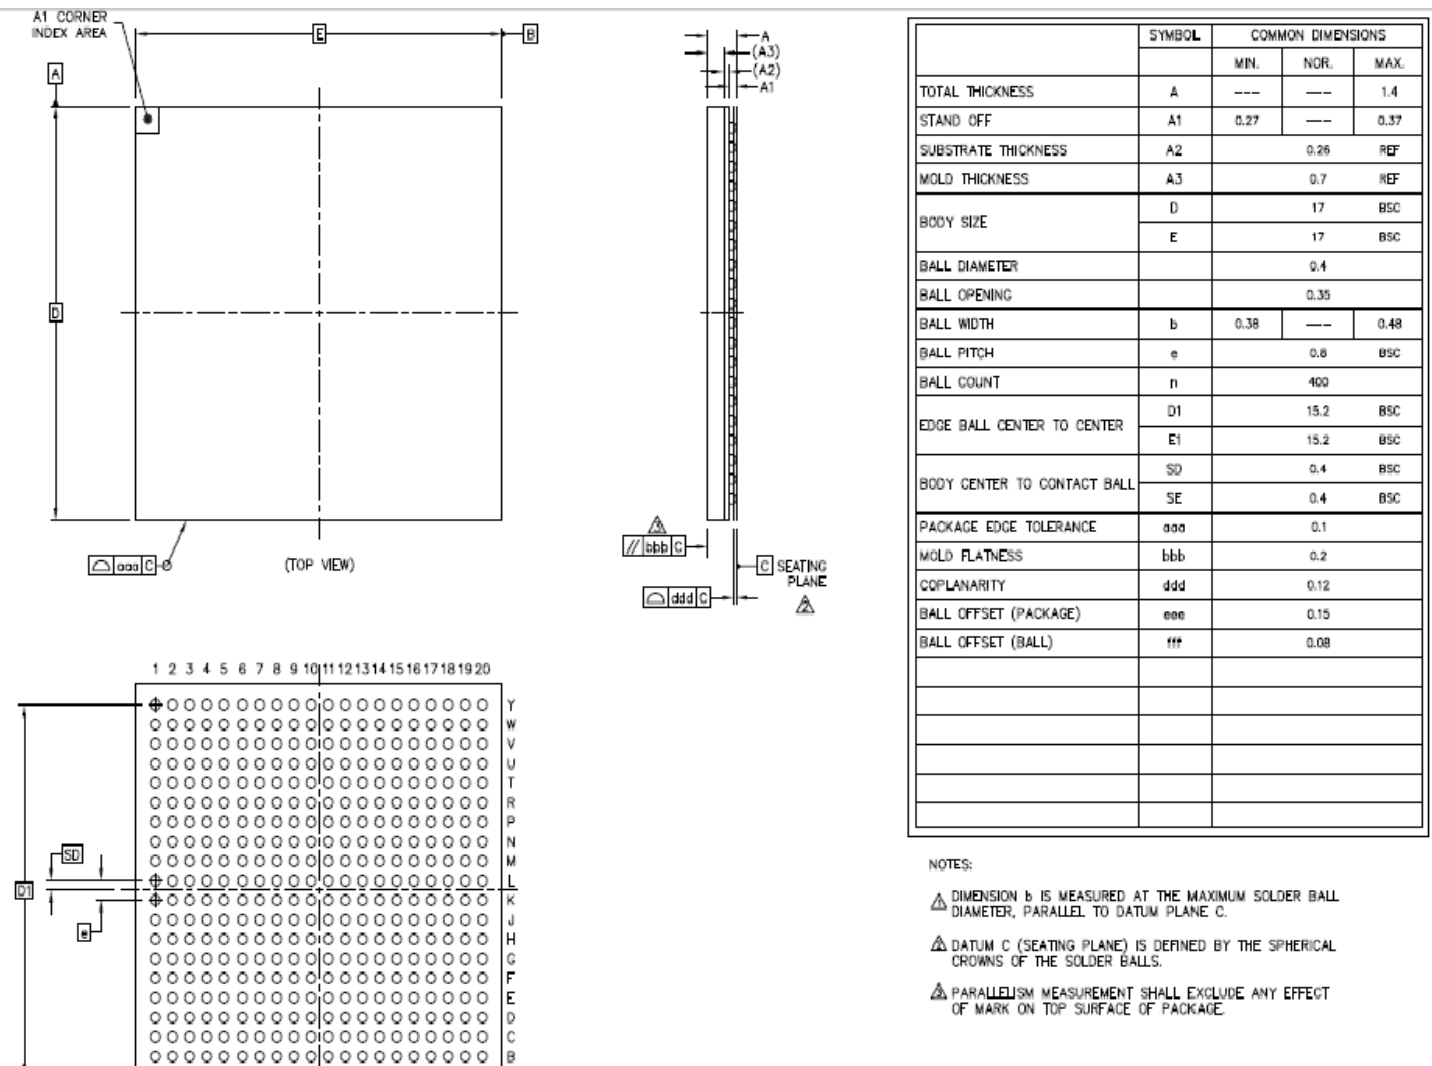 A1 CORNER
INDEX AREA
E
B
A
D
aaa C
(TOP VIEW)
A
(A3)
(A2)
A1
3
// bbb C
C SEATING
PLANE
2
ddd C
SYMBOL COMMON DIMENSIONS
MIN. NOR. MAX.
TOTAL THICKNESS A --- --- 1.4
STAND OFF A1 0.27 --- 0.37
SUBSTRATE THICKNESS A2 0.26 REF
MOLD THICKNESS A3 0.7 REF
BODY SIZE D 17 BSC
E 17 BSC
BALL DIAMETER 0.4
BALL OPENING 0.35
BALL WIDTH b 0.38 --- 0.48
BALL PITCH e 0.8 BSC
BALL COUNT n 400
EDGE BALL CENTER TO CENTER D1 15.2 BSC
E1 15.2 BSC
BODY CENTER TO CONTACT BALL SD 0.4 BSC
SE 0.4 BSC
PACKAGE EDGE TOLERANCE aaa 0.1
MOLD FLATNESS bbb 0.2
COPLANARITY ddd 0.12
BALL OFFSET (PACKAGE) eee 0.15
BALL OFFSET (BALL) fff 0.08
1 2 3 4 5 6 7 8 9 10 11 12 13 14 15 16 17 18 19 20
Y
W
V
U
T
R
P
N
M
L
K
J
H
G
F
E
D
C
B
SD
D1
e
NOTES:
1 DIMENSION b IS MEASURED AT THE MAXIMUM SOLDER BALL
DIAMETER, PARALLEL TO DATUM PLANE C.
2 DATUM C (SEATING PLANE) IS DEFINED BY THE SPHERICAL
CROWNS OF THE SOLDER BALLS.
3 PARALLELISM MEASUREMENT SHALL EXCLUDE ANY EFFECT
OF MARK ON TOP SURFACE OF PACKAGE.